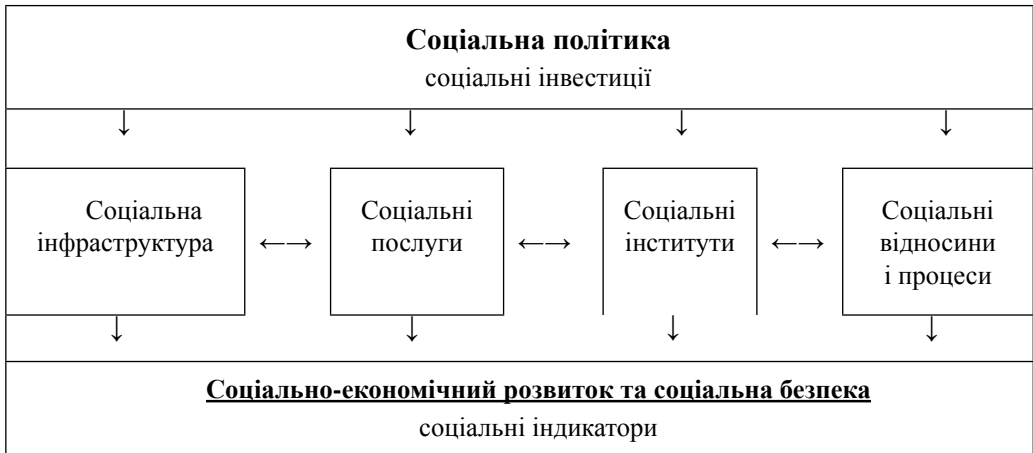 Соціальна політика
соціальні інвестиції
↓ ↓ ↓ ↓
Соціальна інфраструктура ←→ Соціальні послуги ←→ Соціальні інститути ←→ Соціальні відносини і процеси
↓ ↓ ↓ ↓
Соціально-економічний розвиток та соціальна безпека
соціальні індикатори